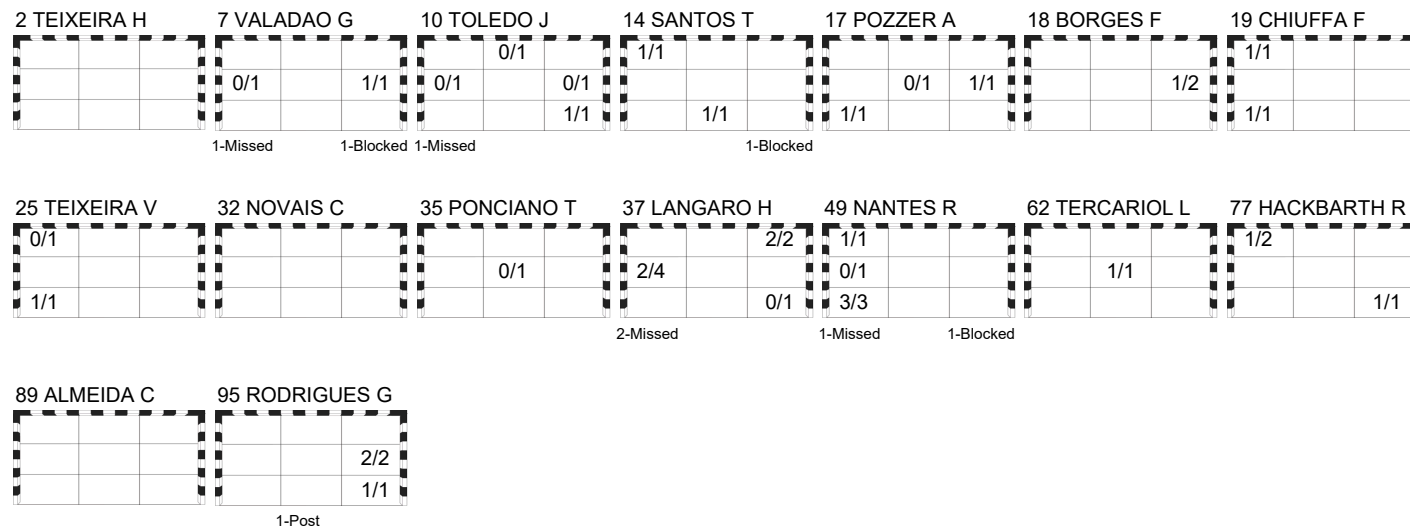 2 TEIXEIRA H 7 VALADAO G 10 TOLEDO J 14 SANTOS T 17 POZZER A 18 BORGES F 19 CHIUFFA F
0/1 1/1 1/1
0/1 1/1 0/1 0/1 0/1 1/1 1/2
1/1 1/1 1/1 1/1
1-Missed 1-Blocked 1-Missed 1-Blocked
25 TEIXEIRA V 32 NOVAIS C 35 PONCIANO T 37 LANGARO H 49 NANTES R 62 TERCARIOL L 77 HACKBARTH R
0/1 2/2 1/1 1/2
0/1 2/4 0/1 1/1
1/1 0/1 3/3 1/1
2-Missed 1-Missed 1-Blocked
89 ALMEIDA C 95 RODRIGUES G
2/2
1/1
1-Post